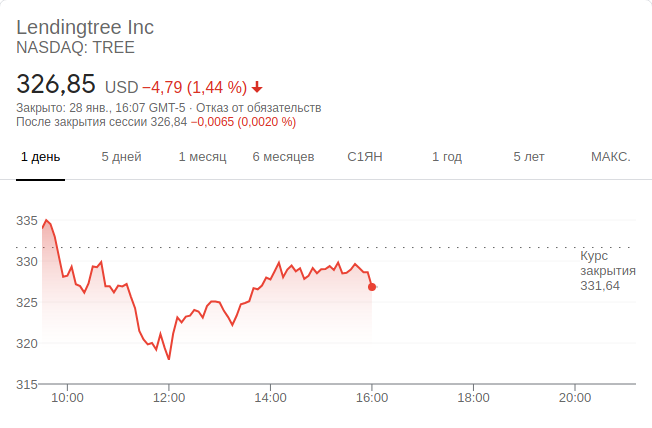 Lendingtree Inc
NASDAQ: TREE
326,85 USD −4,79 (1,44 %)
Закрыто: 28 янв., 16:07 GMT-5 · Отказ от обязательств
После закрытия сессии 326,84 −0,0065 (0,0020 %)
1 день 5 дней 1 месяц 6 месяцев С1ЯН 1 год 5 лет МАКС.
335
330
325
320
315
Курс
закрытия
331,64
10:00 12:00 14:00 16:00 18:00 20:00